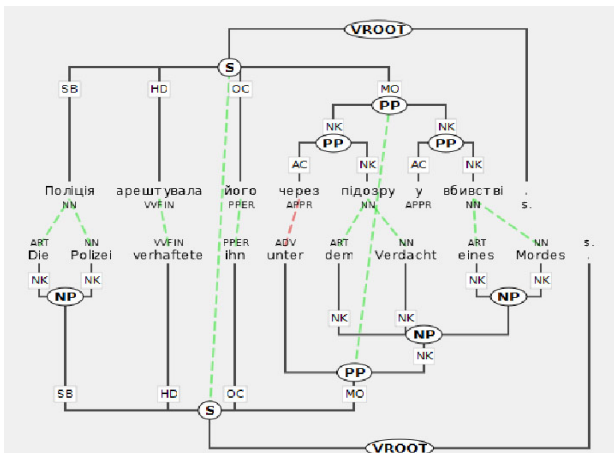 VROOT
S
SB HD OC MO
PP
NK NK
PP PP
AC NK AC NK
Поліція арештувала його через підозру у вбивстві .
NN VVFIN PPER APPR NN APPR NN s.
ART NN VVFIN PPER ADV ART NN ART NN s.
Die Polizei verhaftete ihn unter dem Verdacht eines Mordes .
NK NK NK NK
NP NP
NK NK
NP
NK
PP
SB HD OC MO
S
VROOT